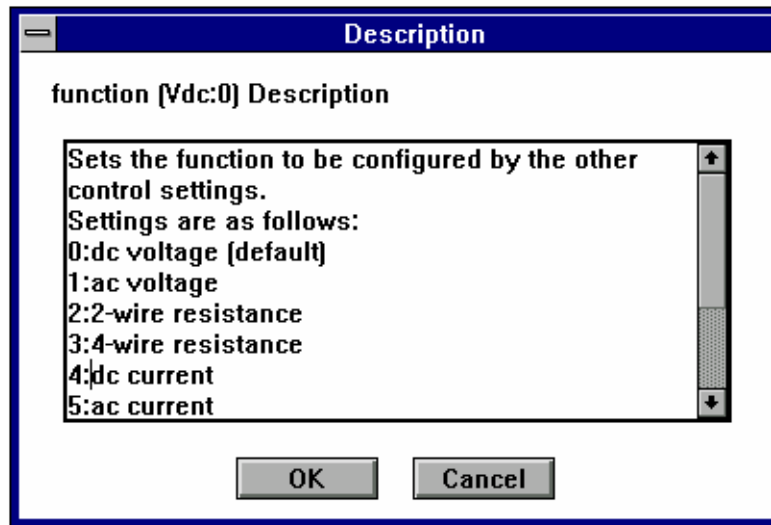 Description
function (Vdc:0) Description
Sets the function to be configured by the other
control settings.
Settings are as follows:
0:dc voltage (default)
1:ac voltage
2:2-wire resistance
3:4-wire resistance
4:dc current
5:ac current
OK Cancel